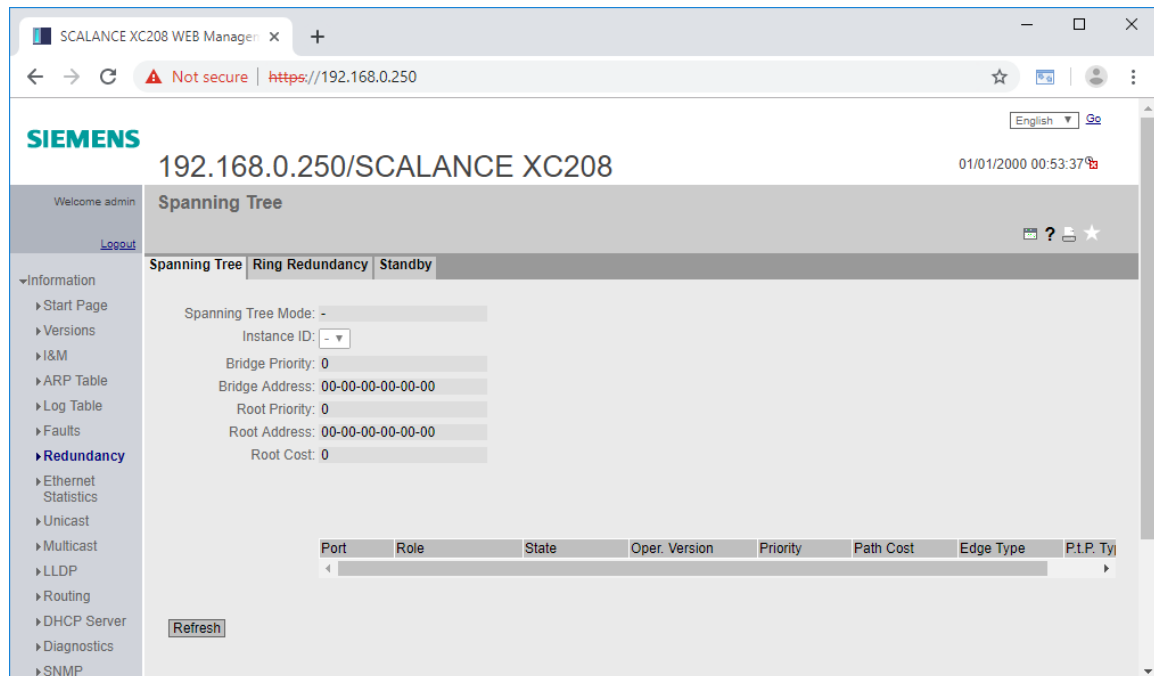 SCALANCE XC208 WEB Managen
Not secure | https://192.168.0.250
English Go
SIEMENS
192.168.0.250/SCALANCE XC208
01/01/2000 00:53:37
Welcome admin
Spanning Tree
Logout
?
Spanning Tree Ring Redundancy Standby
Information
Start Page
Versions
I&M
ARP Table
Log Table
Faults
Redundancy
Ethernet
Statistics
Unicast
Multicast
LLDP
Routing
DHCP Server
Diagnostics
SNMP
Spanning Tree Mode: -
Instance ID: -
Bridge Priority: 0
Bridge Address: 00-00-00-00-00-00
Root Priority: 0
Root Address: 00-00-00-00-00-00
Root Cost: 0
Port Role State Oper. Version Priority Path Cost Edge Type P.t.P. Ty
Refresh